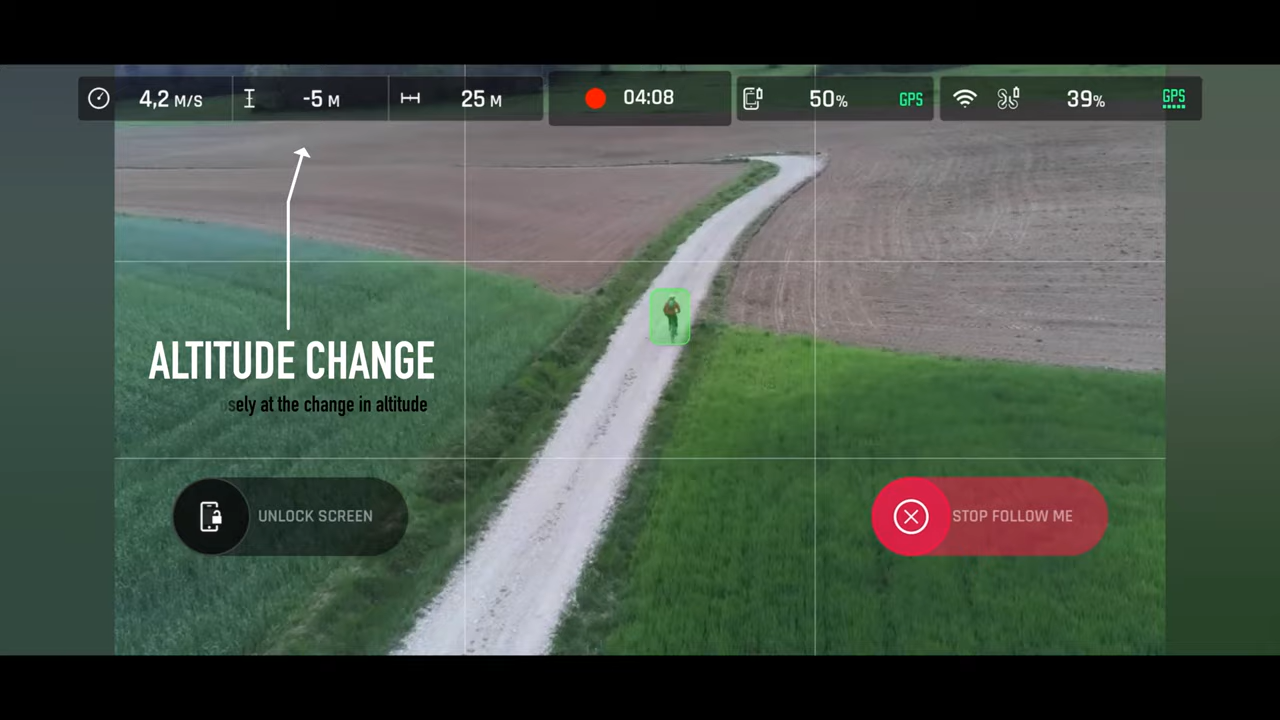 4,2 M/S -5 M 25 M 04:08 50% GPS 39% GPS
ALTITUDE CHANGE
sely at the change in altitude
UNLOCK SCREEN STOP FOLLOW ME